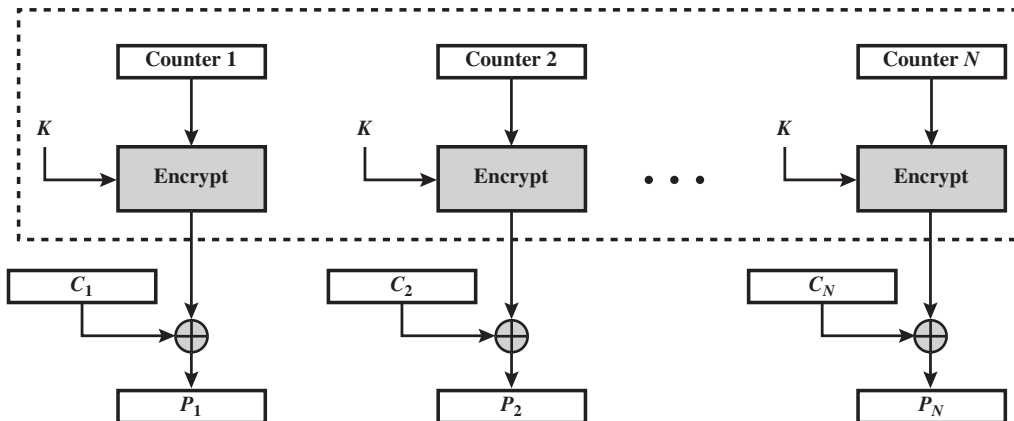 Counter 1 Counter 2 Counter N
K K K
Encrypt Encrypt • • • Encrypt
C1 C2 CN
P1 P2 PN